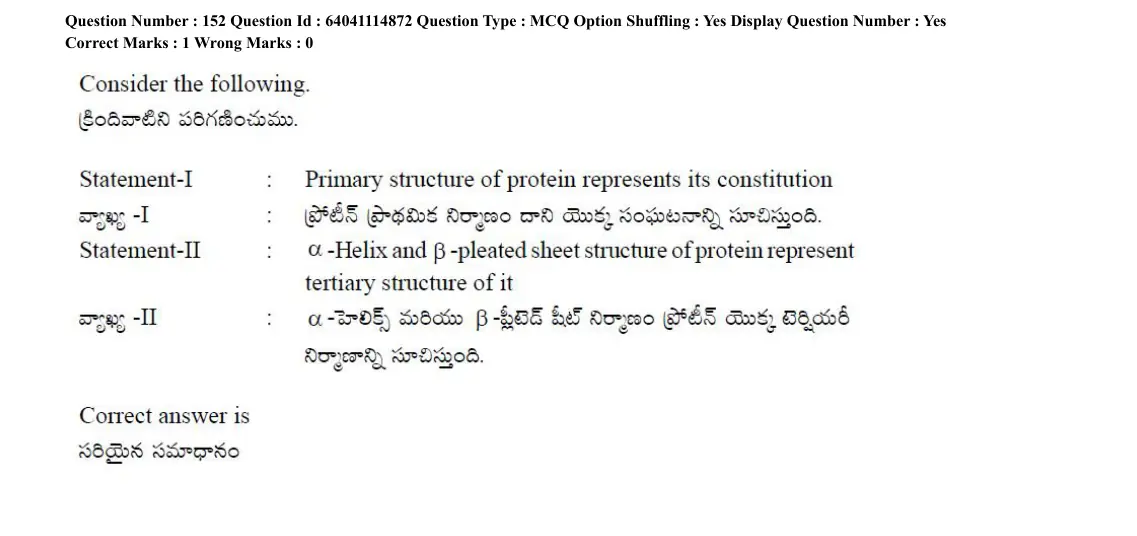 Question Number : 152 Question Id : 64041114872 Question Type : MCQ Option Shuffling : Yes Display Question Number : Yes
Correct Marks : 1 Wrong Marks : 0
Consider the following.
క్రిందివాటిని పరిగణించుము.
Statement-I : Primary structure of protein represents its constitution
వ్యాఖ్య -I : ప్రోటీన్ ప్రాథమిక నిర్మాణం దాని యొక్క సంఘటనాన్ని సూచిస్తుంది.
Statement-II : α -Helix and β -pleated sheet structure of protein represent
tertiary structure of it
వ్యాఖ్య -II : α -హెలిక్స్ మరియు β -ప్లీటెడ్ షీట్ నిర్మాణం ప్రోటీన్ యొక్క టెర్షియరీ
నిర్మాణాన్ని సూచిస్తుంది.
Correct answer is
సరియైన సమాధానం